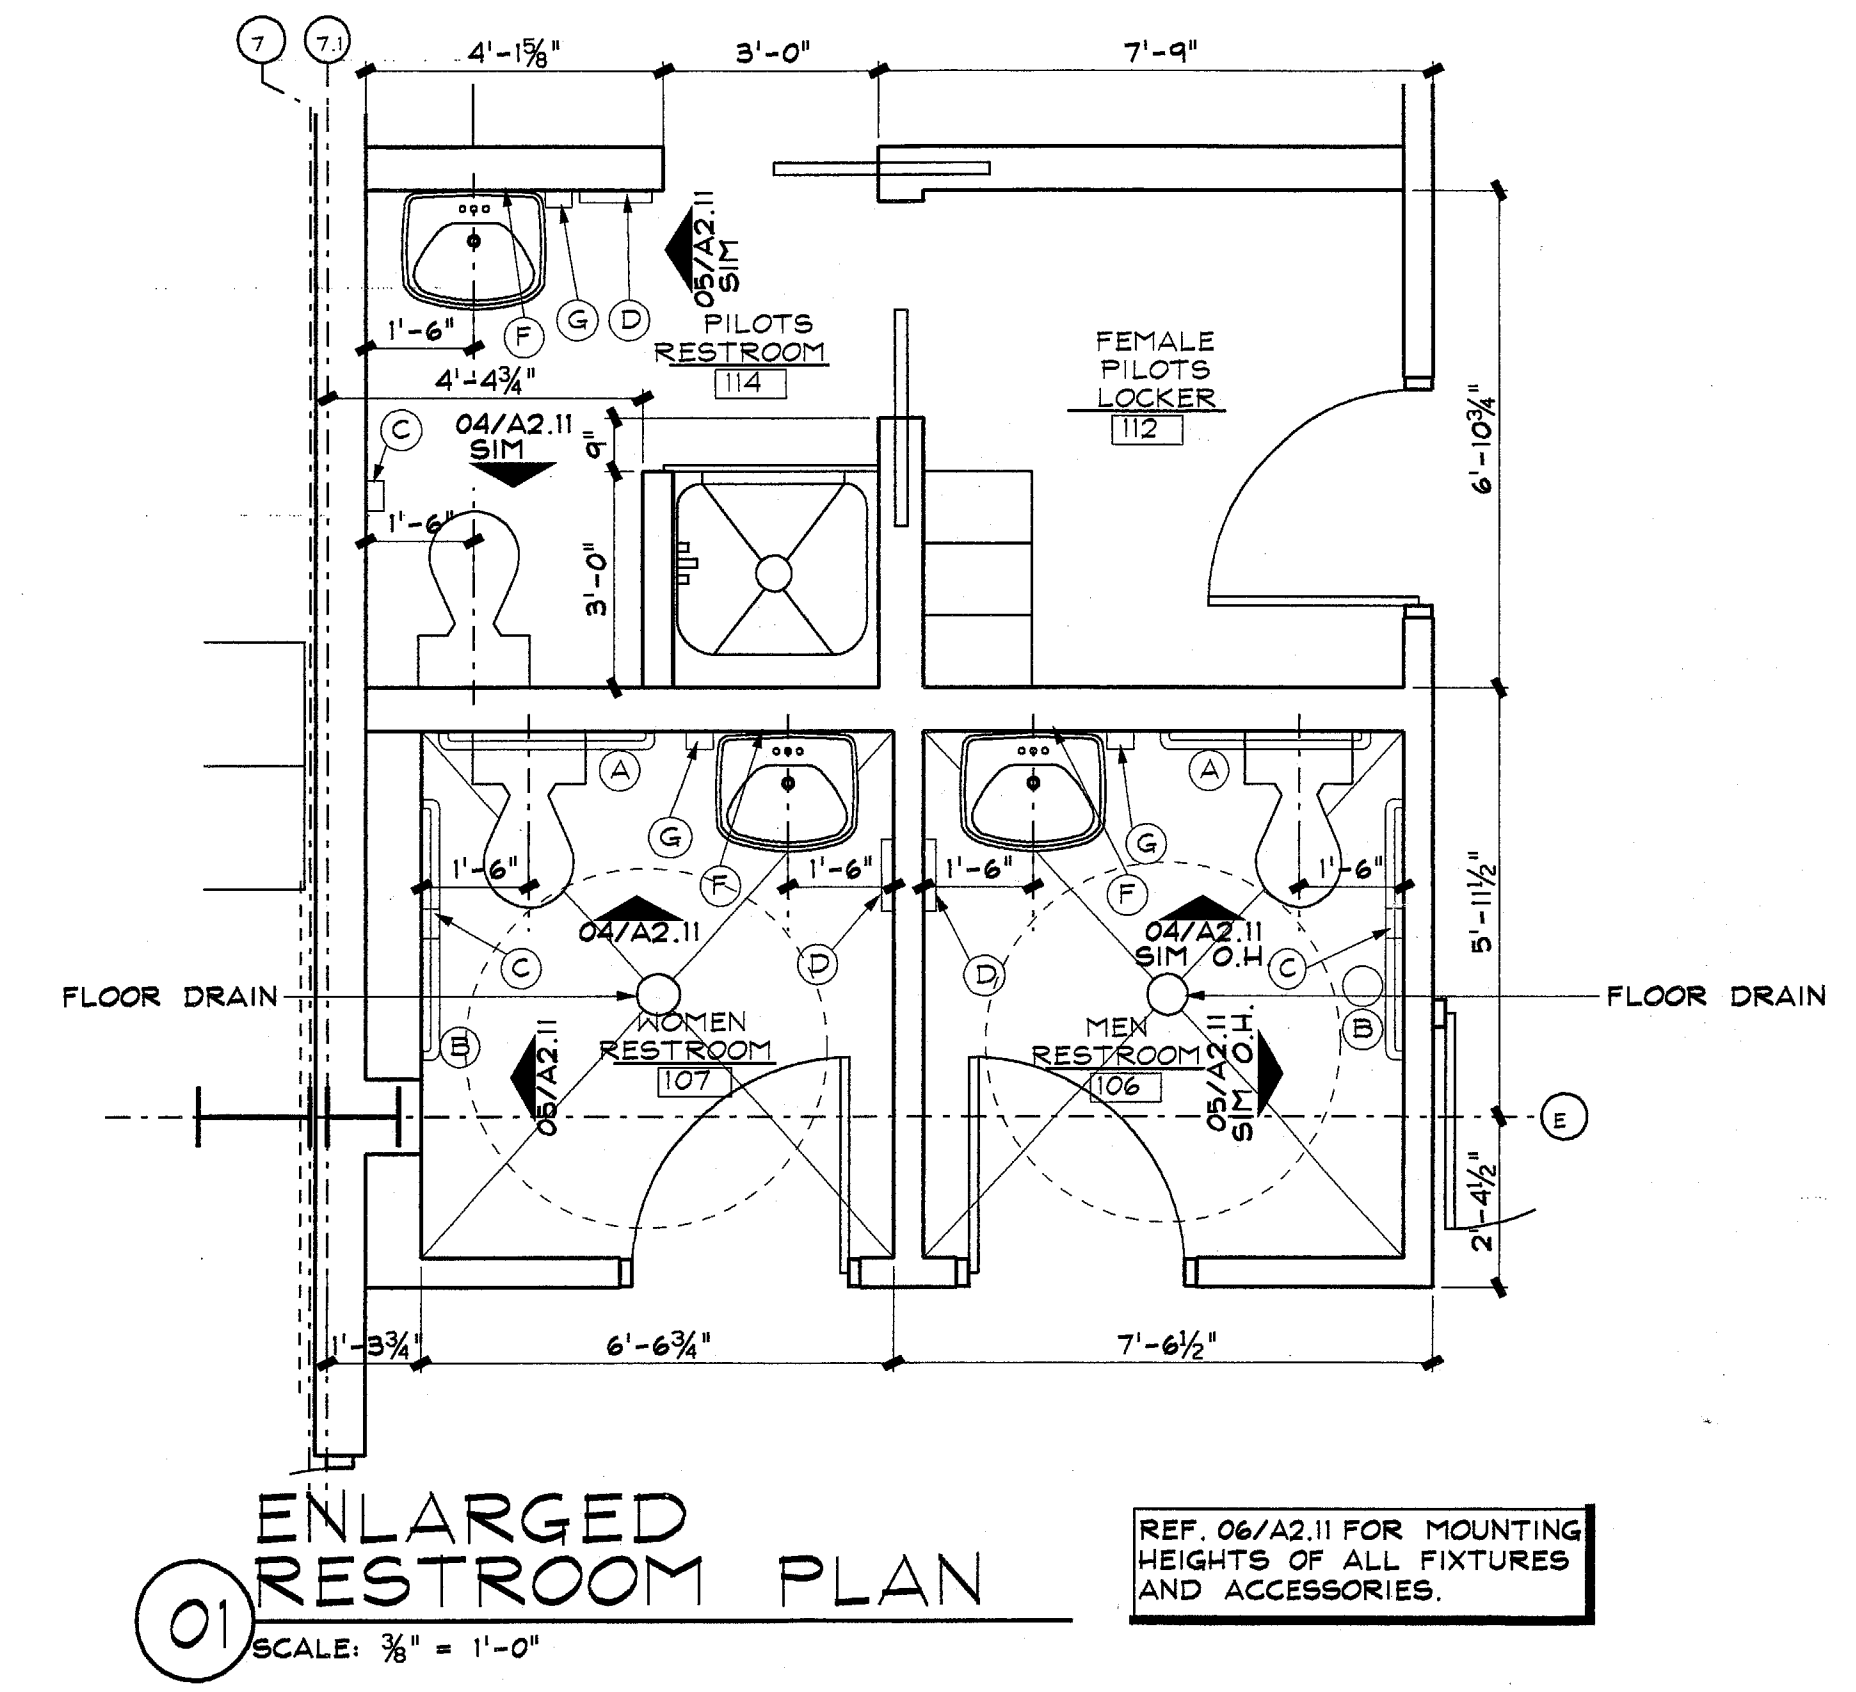 7 7.1
4'-1⅝" 3'-0" 7'-9"
05/A2.11
SIM
F G D
1'-6"
PILOTS
RESTROOM
114
FEMALE
PILOTS
LOCKER
112
4'-4¾"
C
04/A2.11
SIM
9"
6'-10¾"
1'-6"
3'-0"
A
A
G
G
1'-6" F 1'-6" 1'-6" F 1'-6"
5'-11½"
04/A2.11
04/A2.11
SIM O.H
C D D C
FLOOR DRAIN
FLOOR DRAIN
B
B
WOMEN
RESTROOM
107
MEN
RESTROOM
106
05/A2.11
05/A2.11
SIM O.H.
E
2'-4½"
1'-3¾" 6'-6¾" 7'-6½"
ENLARGED
RESTROOM PLAN
01
SCALE: ⅜" = 1'-0"
REF. 06/A2.11 FOR MOUNTING
HEIGHTS OF ALL FIXTURES
AND ACCESSORIES.